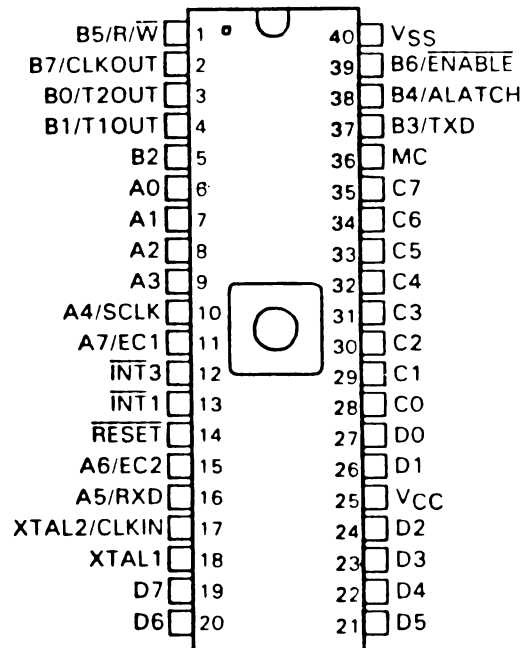 B5/R/W̅ 1 40 VSS
B7/CLKOUT 2 39 B6/E̅N̅A̅B̅L̅E̅
B0/T2OUT 3 38 B4/ALATCH
B1/T1OUT 4 37 B3/TXD
B2 5 36 MC
A0 6 35 C7
A1 7 34 C6
A2 8 33 C5
A3 9 32 C4
A4/SCLK 10 31 C3
A7/EC1 11 30 C2
I̅N̅T̅3 12 29 C1
I̅N̅T̅1 13 28 C0
R̅E̅S̅E̅T̅ 14 27 D0
A6/EC2 15 26 D1
A5/RXD 16 25 VCC
XTAL2/CLKIN 17 24 D2
XTAL1 18 23 D3
D7 19 22 D4
D6 20 21 D5